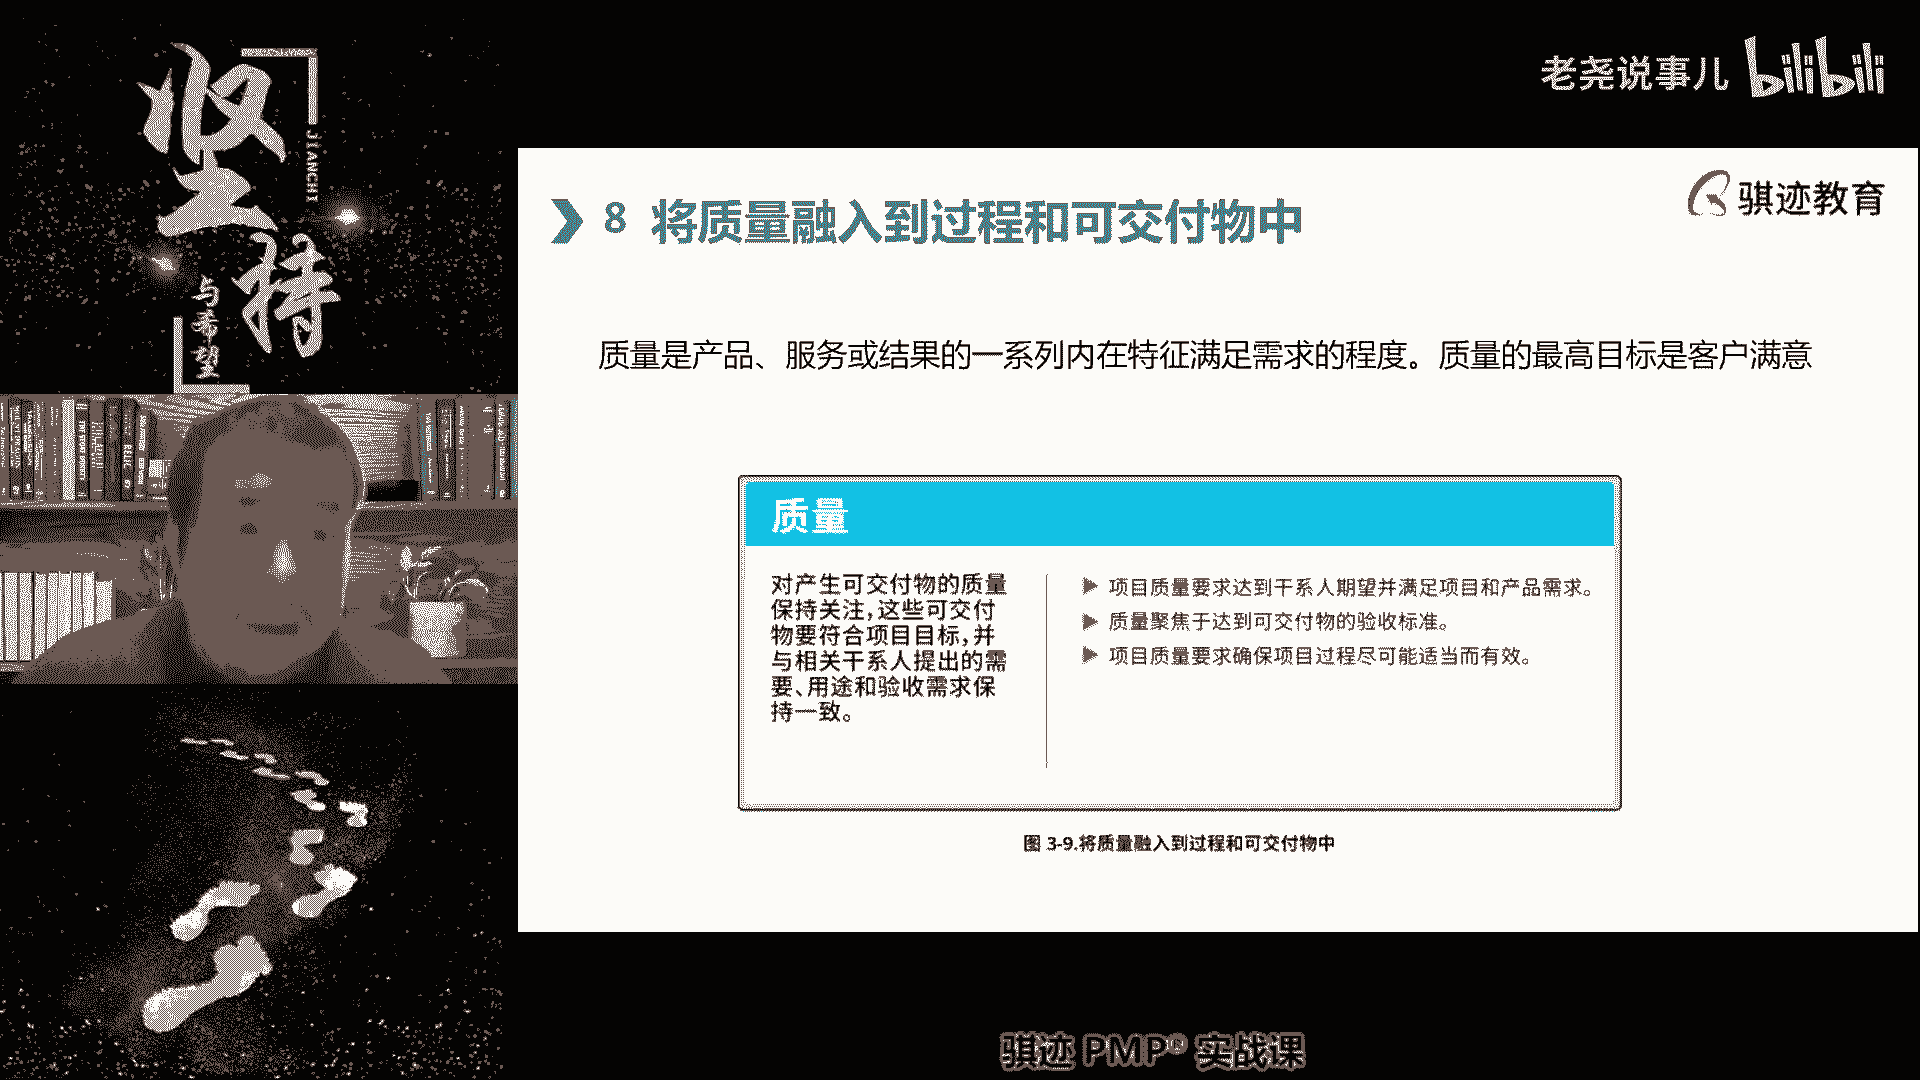 坚持
JIANCHI
与希望
老尧说事儿 bilibili
骐迹教育
8 将质量融入到过程和可交付物中
质量是产品、服务或结果的一系列内在特征满足需求的程度。质量的最高目标是客户满意
质量
对产生可交付物的质量
保持关注，这些可交付
物要符合项目目标，并
与相关干系人提出的需
要、用途和验收需求保
持一致。
▶ 项目质量要求达到干系人期望并满足项目和产品需求。
▶ 质量聚焦于达到可交付物的验收标准。
▶ 项目质量要求确保项目过程尽可能适当而有效。
图 3-9.将质量融入到过程和可交付物中
骐迹 PMP® 实战课